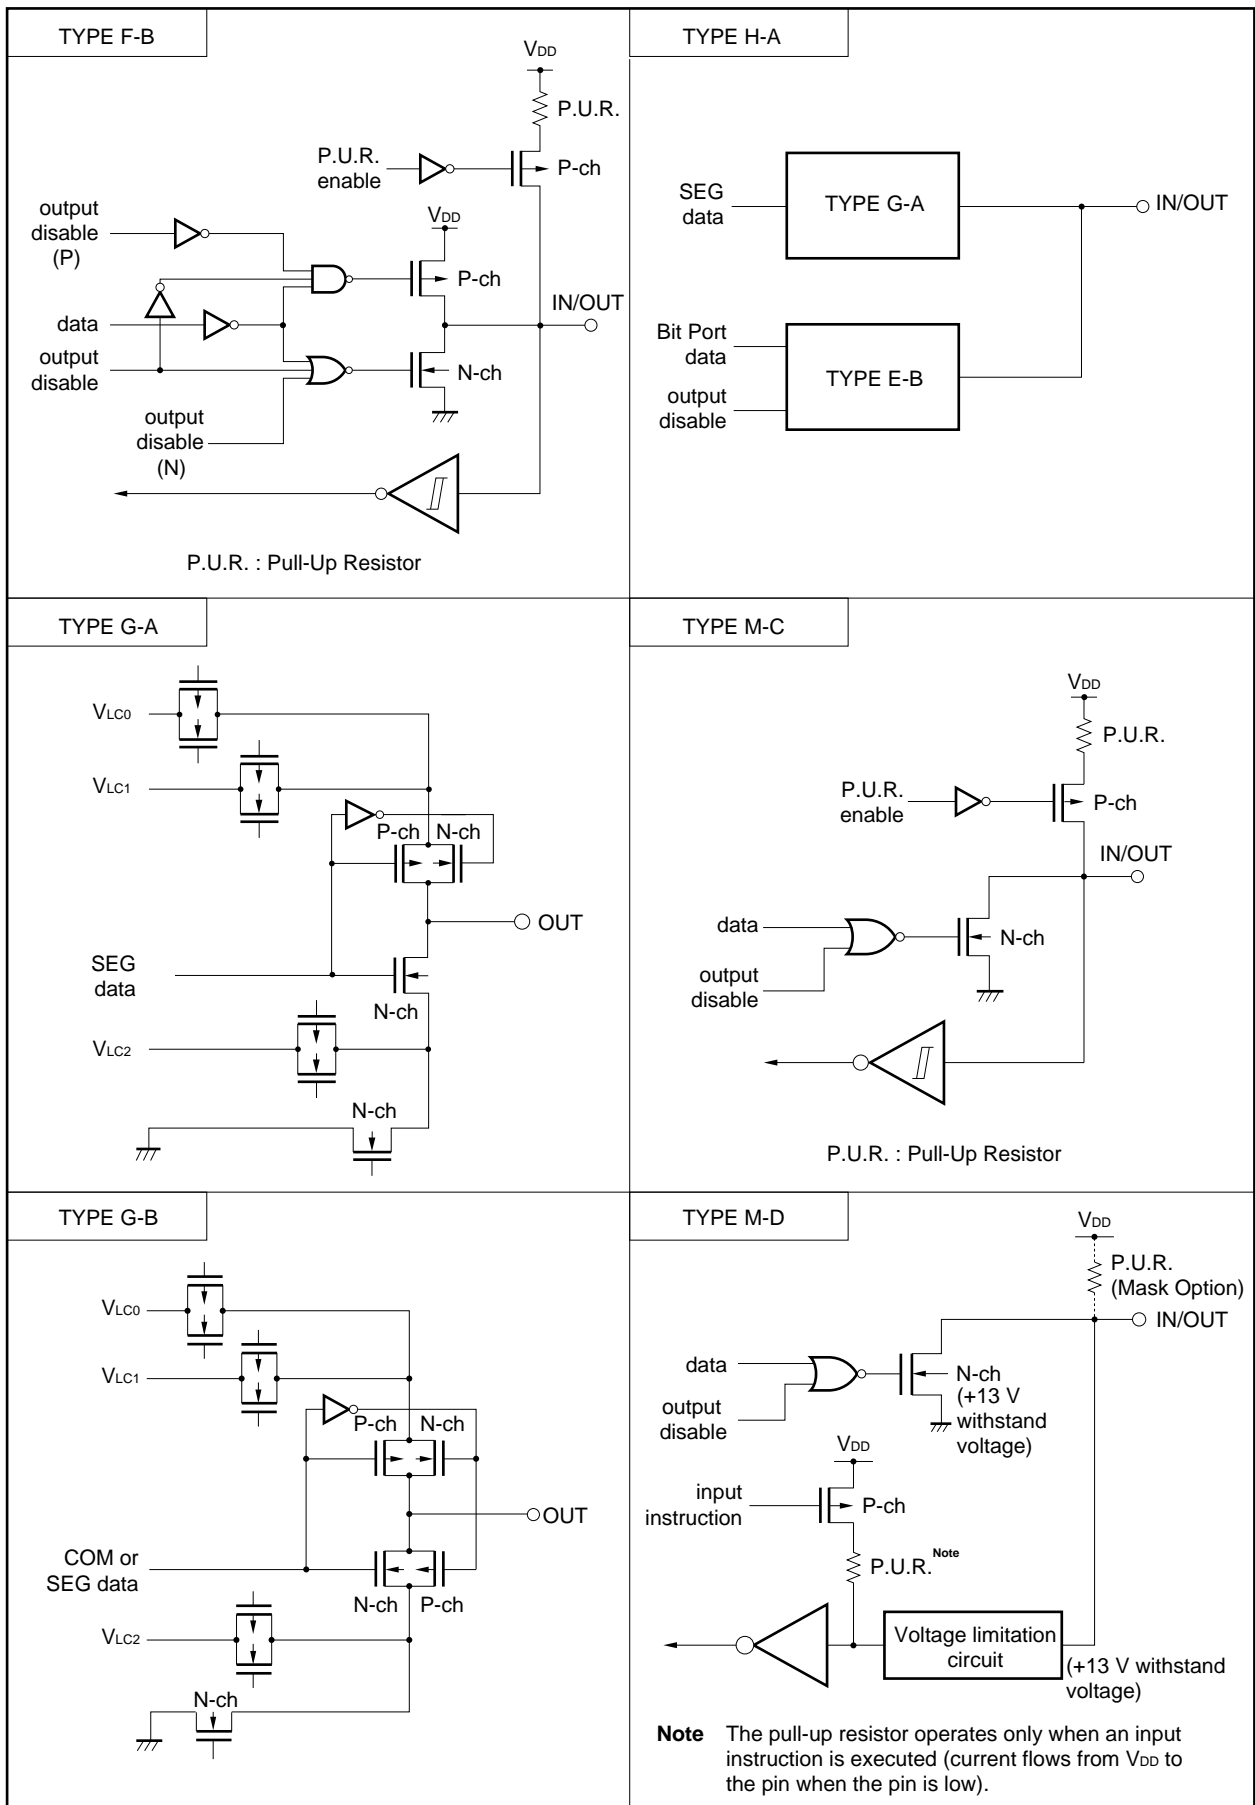 TYPE F-B
VDD
P.U.R.
P.U.R.
enable
P-ch
output
disable
(P)
VDD
P-ch
IN/OUT
data
output
disable
N-ch
output
disable
(N)
P.U.R. : Pull-Up Resistor
TYPE H-A
SEG
data
TYPE G-A
IN/OUT
Bit Port
data
TYPE E-B
output
disable
TYPE G-A
VLC0
VLC1
P-ch N-ch
OUT
SEG
data
N-ch
VLC2
N-ch
TYPE M-C
VDD
P.U.R.
P.U.R.
enable
P-ch
IN/OUT
data
N-ch
output
disable
P.U.R. : Pull-Up Resistor
TYPE G-B
VLC0
VLC1
P-ch N-ch
OUT
COM or
SEG data
N-ch P-ch
VLC2
N-ch
TYPE M-D
VDD
P.U.R.
(Mask Option)
IN/OUT
data
N-ch
(+13 V
withstand
voltage)
output
disable
VDD
input
instruction
P-ch
P.U.R. Note
Voltage limitation
circuit
(+13 V withstand
voltage)
Note The pull-up resistor operates only when an input
instruction is executed (current flows from VDD to
the pin when the pin is low).